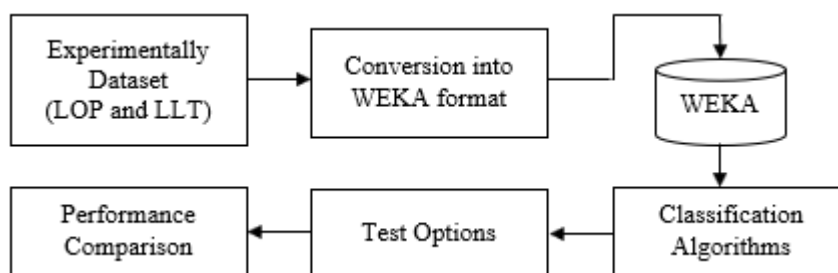 Experimentally
Dataset
(LOP and LLT)
Conversion into
WEKA format
WEKA
Classification
Algorithms
Test Options
Performance
Comparison